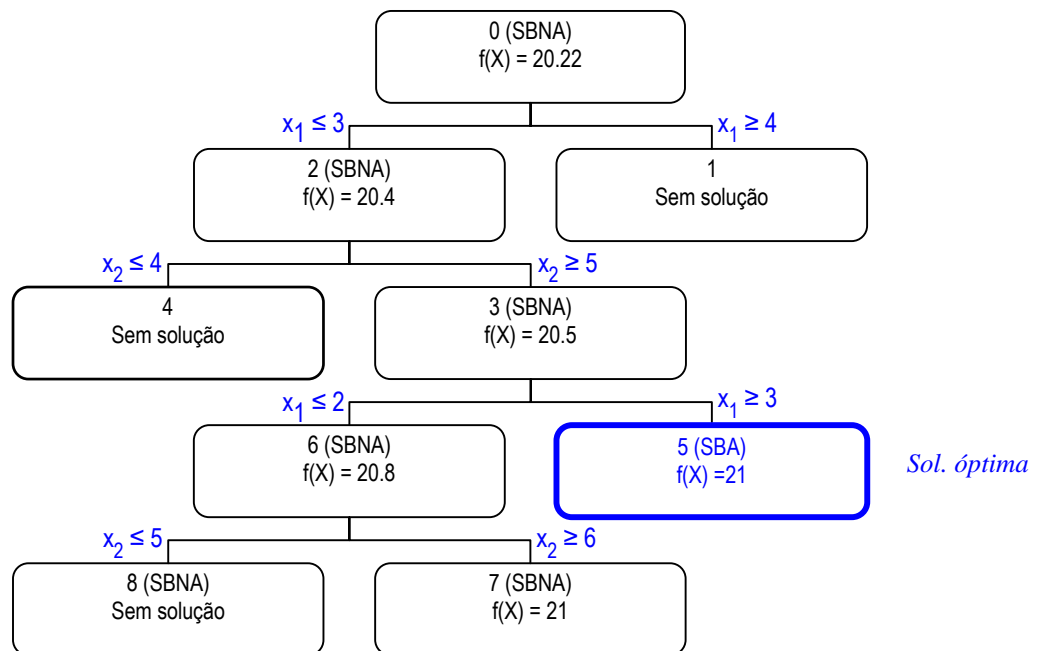 0 (SBNA)
f(X) = 20.22
x₁ ≤ 3
x₁ ≥ 4
2 (SBNA)
f(X) = 20.4
1
Sem solução
x₂ ≤ 4
x₂ ≥ 5
4
Sem solução
3 (SBNA)
f(X) = 20.5
x₁ ≤ 2
x₁ ≥ 3
6 (SBNA)
f(X) = 20.8
5 (SBA)
f(X) =21
Sol. óptima
x₂ ≤ 5
x₂ ≥ 6
8 (SBNA)
Sem solução
7 (SBNA)
f(X) = 21